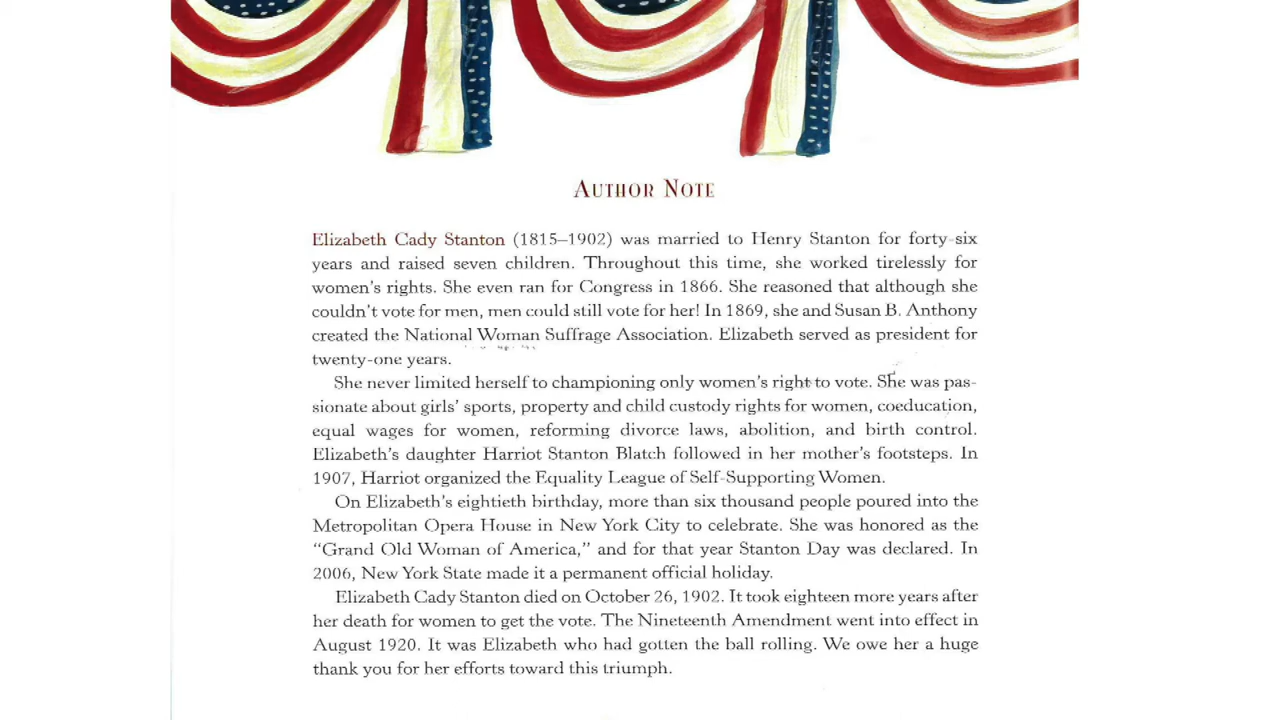 AUTHOR NOTE
Elizabeth Cady Stanton (1815–1902) was married to Henry Stanton for forty-six
years and raised seven children. Throughout this time, she worked tirelessly for
women's rights. She even ran for Congress in 1866. She reasoned that although she
couldn't vote for men, men could still vote for her! In 1869, she and Susan B. Anthony
created the National Woman Suffrage Association. Elizabeth served as president for
twenty-one years.
She never limited herself to championing only women's right to vote. She was pas-
sionate about girls' sports, property and child custody rights for women, coeducation,
equal wages for women, reforming divorce laws, abolition, and birth control.
Elizabeth's daughter Harriot Stanton Blatch followed in her mother's footsteps. In
1907, Harriot organized the Equality League of Self-Supporting Women.
On Elizabeth's eightieth birthday, more than six thousand people poured into the
Metropolitan Opera House in New York City to celebrate. She was honored as the
“Grand Old Woman of America,” and for that year Stanton Day was declared. In
2006, New York State made it a permanent official holiday.
Elizabeth Cady Stanton died on October 26, 1902. It took eighteen more years after
her death for women to get the vote. The Nineteenth Amendment went into effect in
August 1920. It was Elizabeth who had gotten the ball rolling. We owe her a huge
thank you for her efforts toward this triumph.